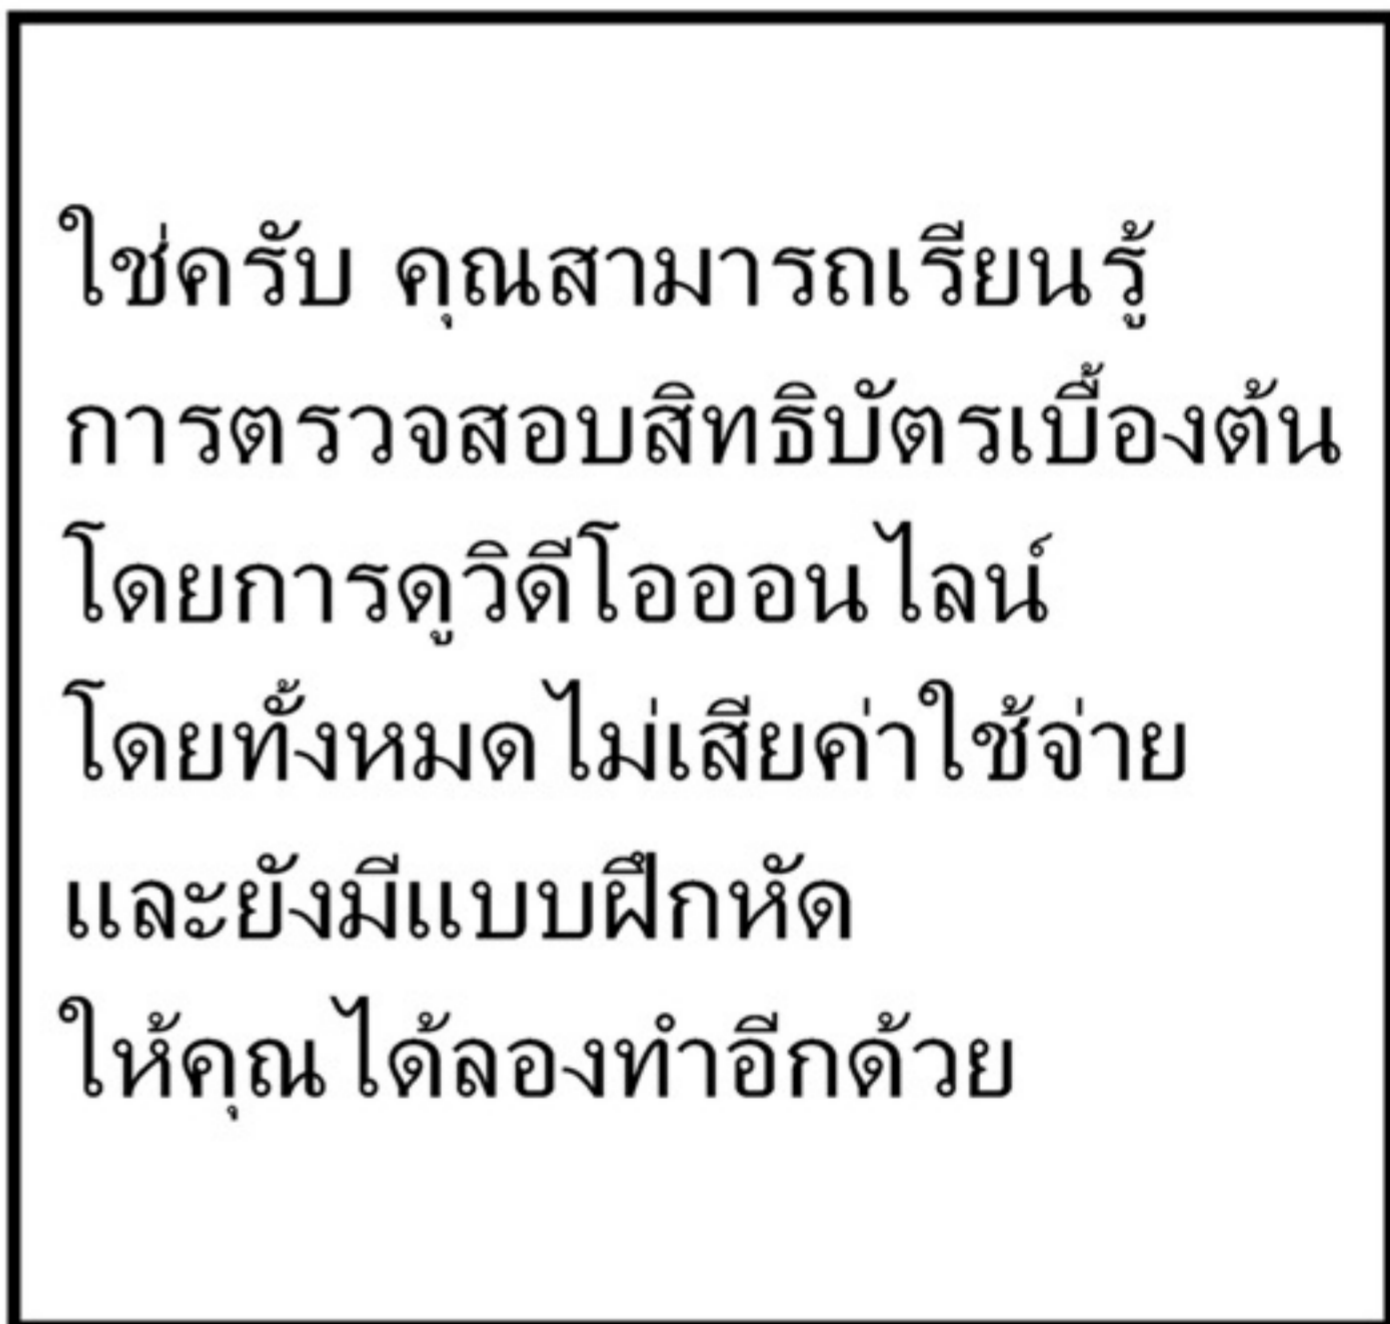 ใช่ครับ คุณสามารถเรียนรู้
การตรวจสอบสิทธิบัตรเบื้องต้น
โดยการดูวิดีโอออนไลน์
โดยทั้งหมดไม่เสียค่าใช้จ่าย
และยังมีแบบฝึกหัด
ให้คุณได้ลองทำอีกด้วย